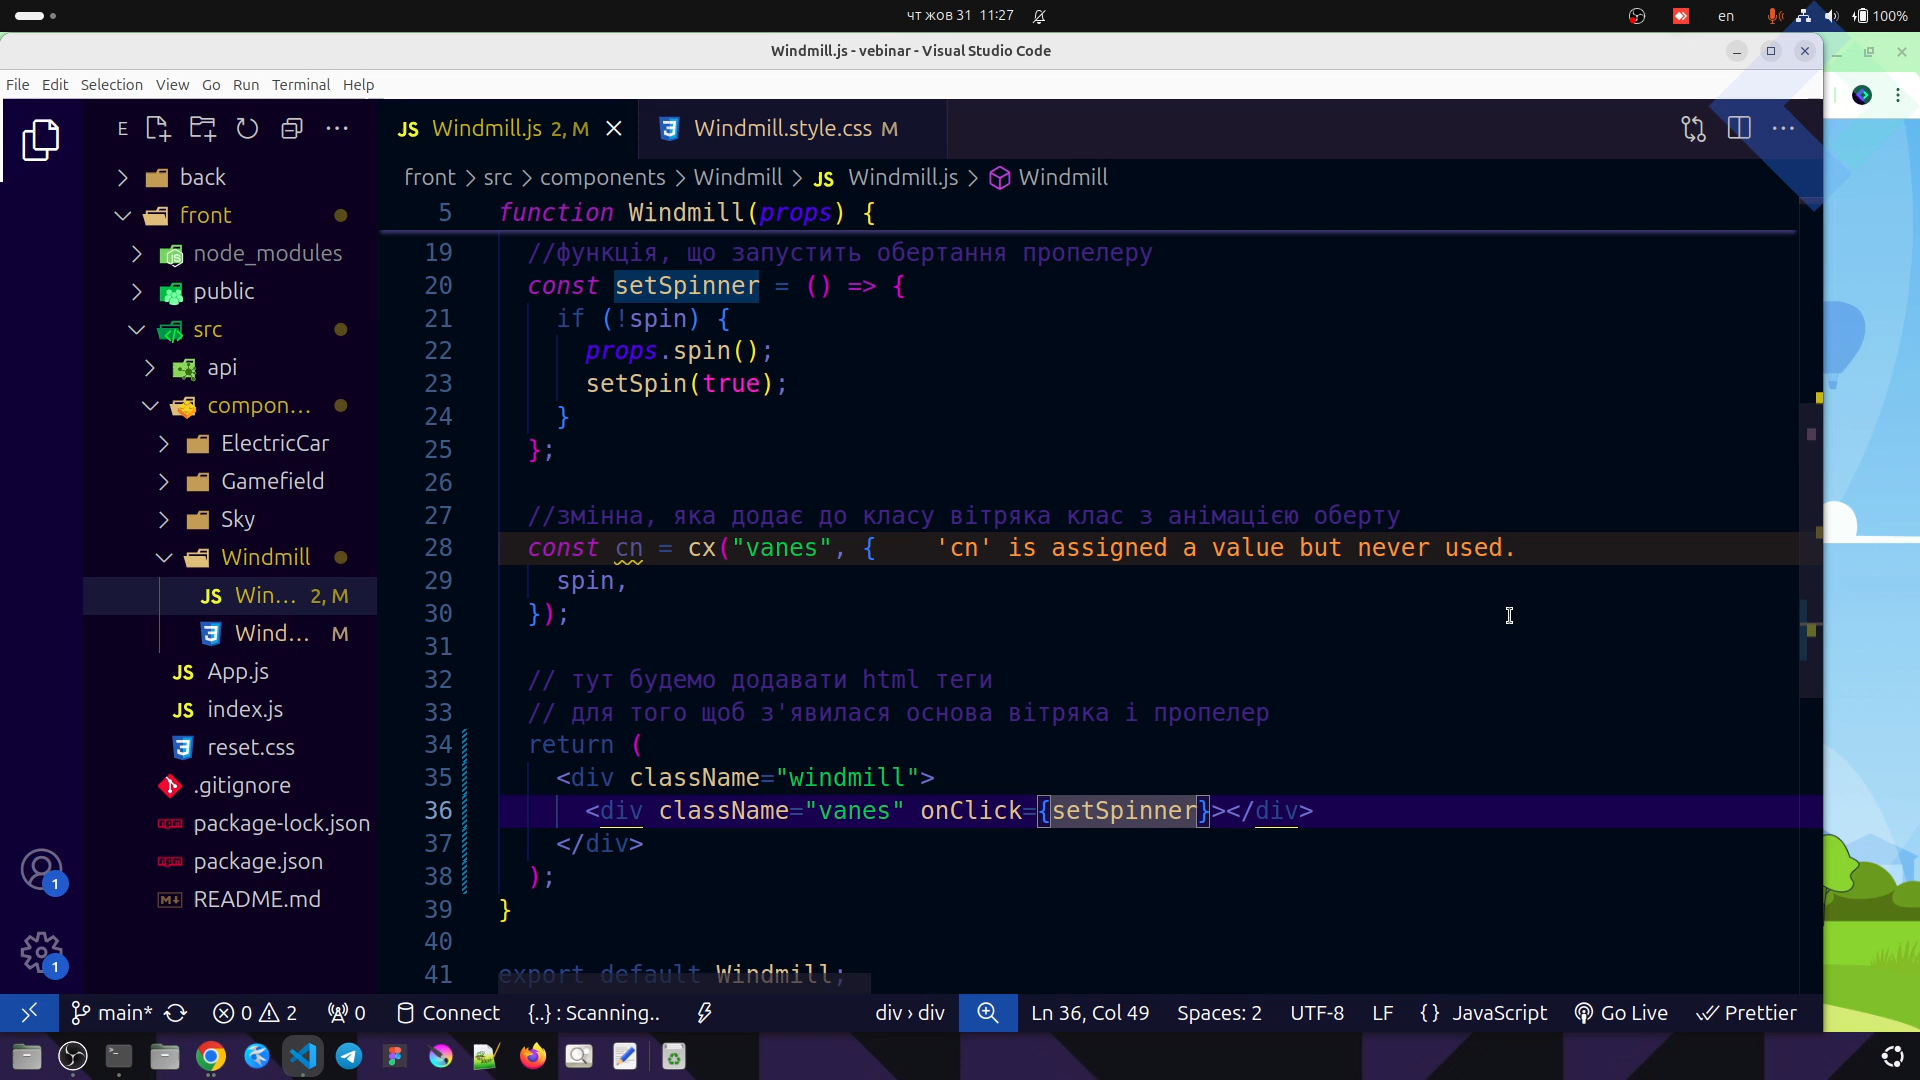 чт жов 31 11:27
en
100%
Windmill.js - vebinar - Visual Studio Code
File Edit Selection View Go Run Terminal Help
E
JS Windmill.js 2, M
Windmill.style.css M
back
front > src > components > Windmill > JS Windmill.js > Windmill
front
5 function Windmill(props) {
node_modules
19 //функція, що запустить обертання пропелеру
public
20 const setSpinner = () => {
src
21 if (!spin) {
api
22 props.spin();
compon...
23 setSpin(true);
ElectricCar
24 }
Gamefield
25 };
Sky
26
Windmill
27 //змінна, яка додає до класу вітряка клас з анімацією оберту
JS Win... 2, M
28 const cn = cx("vanes", { 'cn' is assigned a value but never used.
Wind... M
29 spin,
JS App.js
30 });
JS index.js
31
reset.css
32 // тут будемо додавати html теги
.gitignore
33 // для того щоб з'явилася основа вітряка і пропелер
package-lock.json
34 return (
package.json
35 <div className="windmill">
README.md
36 <div className="vanes" onClick={setSpinner}></div>
37 </div>
38 );
39 }
40
41 export default Windmill;
1
1
main* 0 2 0 Connect {..} : Scanning.. div > div Ln 36, Col 49 Spaces: 2 UTF-8 LF {} JavaScript Go Live Prettier